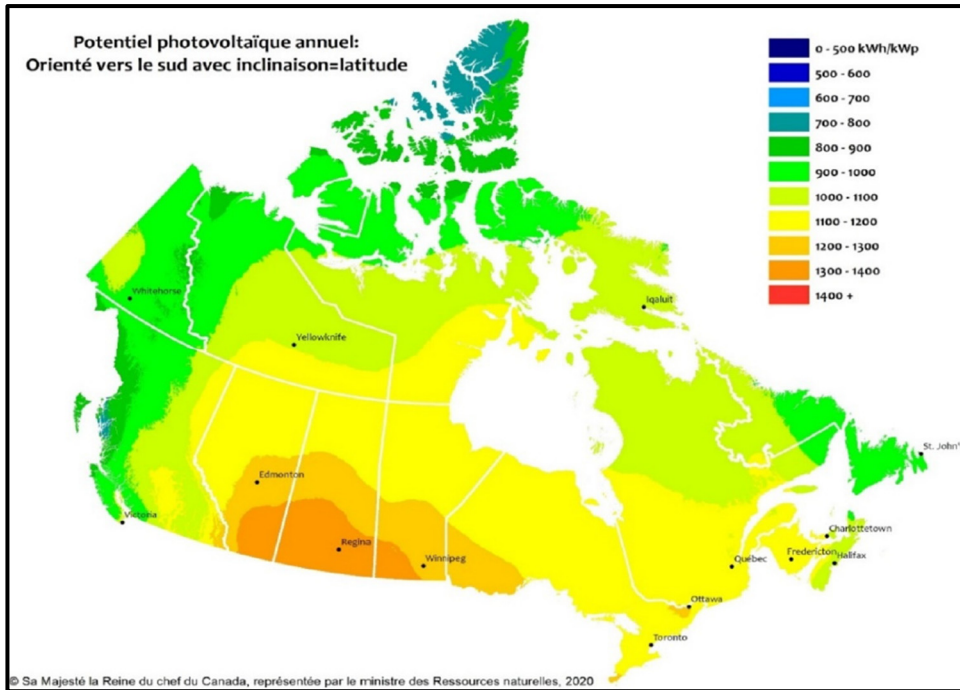 Potentiel photovoltaïque annuel:
Orienté vers le sud avec inclinaison=latitude
0 - 500 kWh/kWp
500 - 600
600 - 700
700 - 800
800 - 900
900 - 1000
1000 - 1100
1100 - 1200
1200 - 1300
1300 - 1400
1400 +
Whitehorse
Iqaluit
Yellowknife
St. John'
Edmonton
Victoria
Regina
Winnipeg
Charlottetown
Québec
Fredericton
Halifax
Ottawa
Toronto
© Sa Majesté la Reine du chef du Canada, représentée par le ministre des Ressources naturelles, 2020